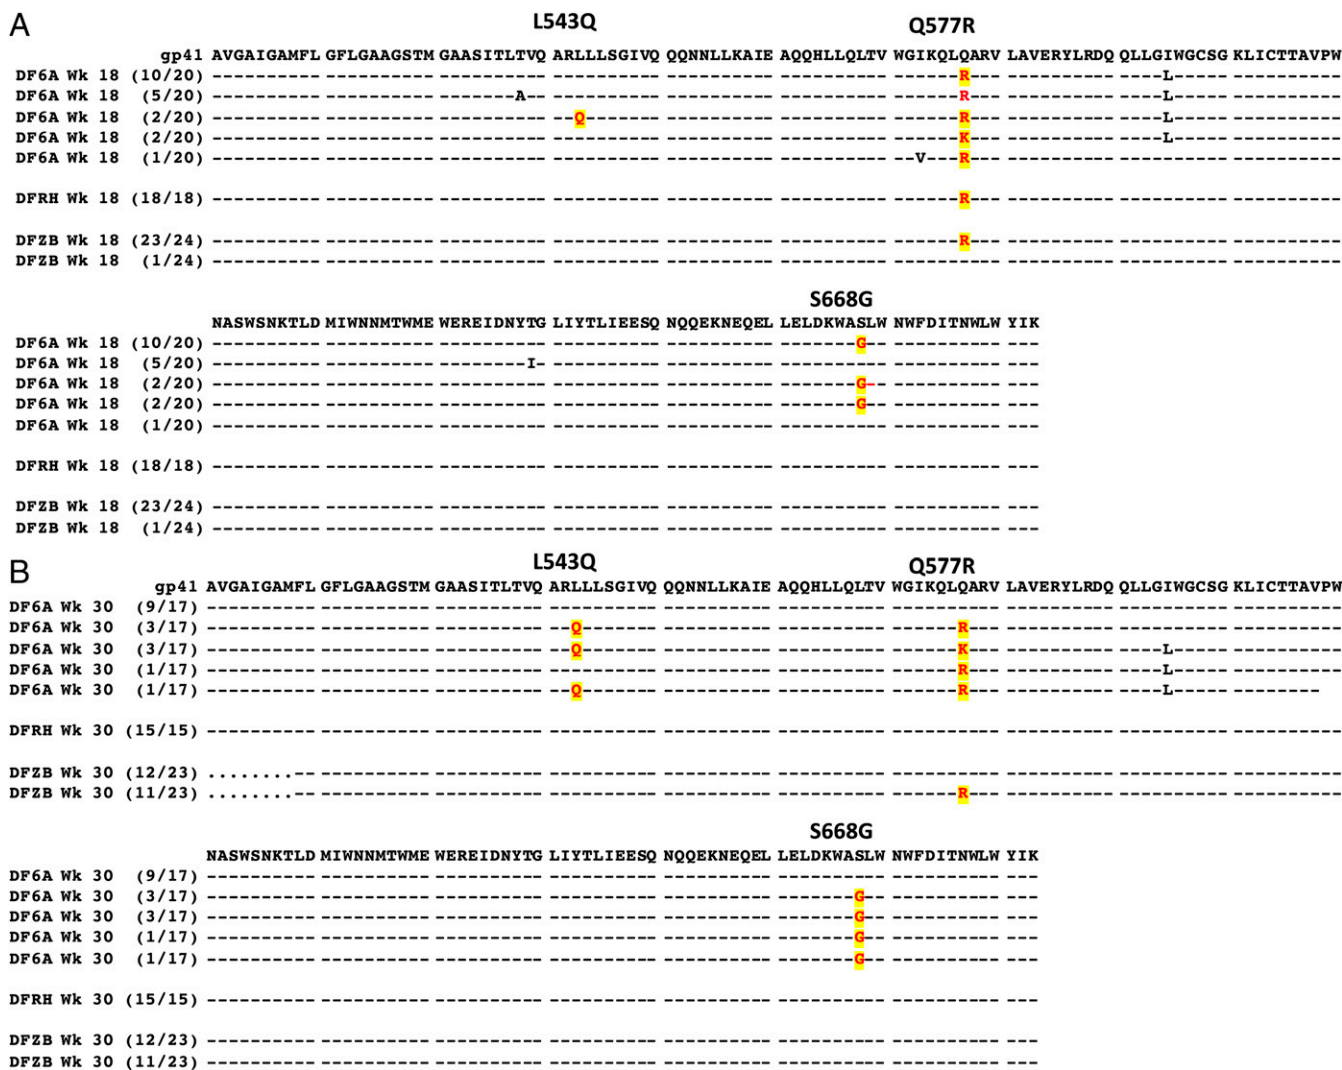 A
L543Q Q577R
gp41 AVGAIGAMFL GFLGAAGSTM GAASITLTVQ ARLLLSGIVQ QQNNLLKAIE AQQHLLQLTV WGIKQLQARV LAVERYLRDQ QLLGIWGCSG KLICTTAVPW
DF6A Wk 18 (10/20) ---------- ---------- ---------- ---------- ---------- ---------- ------R--- ---------- ----L----- ----------
DF6A Wk 18 (5/20) ---------- ---------- -------A-- ---------- ---------- ---------- ------R--- ---------- ----L----- ----------
DF6A Wk 18 (2/20) ---------- ---------- ---------- --Q------- ---------- ---------- ------R--- ---------- ----L----- ----------
DF6A Wk 18 (2/20) ---------- ---------- ---------- ---------- ---------- ---------- ------K--- ---------- ----L----- ----------
DF6A Wk 18 (1/20) ---------- ---------- ---------- ---------- ---------- ---------- --V---R--- ---------- ---------- ----------
DFRH Wk 18 (18/18) ---------- ---------- ---------- ---------- ---------- ---------- ------R--- ---------- ---------- ----------
DFZB Wk 18 (23/24) ---------- ---------- ---------- ---------- ---------- ---------- ------R--- ---------- ---------- ----------
DFZB Wk 18 (1/24) ---------- ---------- ---------- ---------- ---------- ---------- ---------- ---------- ---------- ----------
S668G
NASWSNKTLD MIWNNMTWME WEREIDNYTG LIYTLIEESQ NQQEKNEQEL LELDKWASLW NWFDITNWLW YIK
DF6A Wk 18 (10/20) ---------- ---------- ---------- ---------- ---------- -------G-- ---------- ---
DF6A Wk 18 (5/20) ---------- ---------- --------I- ---------- ---------- ---------- ---------- ---
DF6A Wk 18 (2/20) ---------- ---------- ---------- ---------- ---------- -------G-- ---------- ---
DF6A Wk 18 (2/20) ---------- ---------- ---------- ---------- ---------- -------G-- ---------- ---
DF6A Wk 18 (1/20) ---------- ---------- ---------- ---------- ---------- ---------- ---------- ---
DFRH Wk 18 (18/18) ---------- ---------- ---------- ---------- ---------- ---------- ---------- ---
DFZB Wk 18 (23/24) ---------- ---------- ---------- ---------- ---------- ---------- ---------- ---
DFZB Wk 18 (1/24) ---------- ---------- ---------- ---------- ---------- ---------- ---------- ---
B
L543Q Q577R
gp41 AVGAIGAMFL GFLGAAGSTM GAASITLTVQ ARLLLSGIVQ QQNNLLKAIE AQQHLLQLTV WGIKQLQARV LAVERYLRDQ QLLGIWGCSG KLICTTAVPW
DF6A Wk 30 (9/17) ---------- ---------- ---------- ---------- ---------- ---------- ---------- ---------- ---------- ----------
DF6A Wk 30 (3/17) ---------- ---------- ---------- --Q------- ---------- ---------- ------R--- ---------- ---------- ----------
DF6A Wk 30 (3/17) ---------- ---------- ---------- --Q------- ---------- ---------- ------K--- ---------- ----L----- ----------
DF6A Wk 30 (1/17) ---------- ---------- ---------- ---------- ---------- ---------- ------R--- ---------- ----L----- ----------
DF6A Wk 30 (1/17) ---------- ---------- ---------- --Q------- ---------- ---------- ------R--- ---------- ----L----- --------
DFRH Wk 30 (15/15) ---------- ---------- ---------- ---------- ---------- ---------- ---------- ---------- ---------- ----------
DFZB Wk 30 (12/23) ........-- ---------- ---------- ---------- ---------- ---------- ---------- ---------- ---------- ----------
DFZB Wk 30 (11/23) ........-- ---------- ---------- ---------- ---------- ---------- ------R--- ---------- ---------- ----------
S668G
NASWSNKTLD MIWNNMTWME WEREIDNYTG LIYTLIEESQ NQQEKNEQEL LELDKWASLW NWFDITNWLW YIK
DF6A Wk 30 (9/17) ---------- ---------- ---------- ---------- ---------- ---------- ---------- ---
DF6A Wk 30 (3/17) ---------- ---------- ---------- ---------- ---------- -------G-- ---------- ---
DF6A Wk 30 (3/17) ---------- ---------- ---------- ---------- ---------- -------G-- ---------- ---
DF6A Wk 30 (1/17) ---------- ---------- ---------- ---------- ---------- -------G-- ---------- ---
DF6A Wk 30 (1/17) ---------- ---------- ---------- ---------- ---------- -------G-- ---------- ---
DFRH Wk 30 (15/15) ---------- ---------- ---------- ---------- ---------- ---------- ---------- ---
DFZB Wk 30 (12/23) ---------- ---------- ---------- ---------- ---------- ---------- ---------- ---
DFZB Wk 30 (11/23) ---------- ---------- ---------- ---------- ---------- ---------- ---------- ---